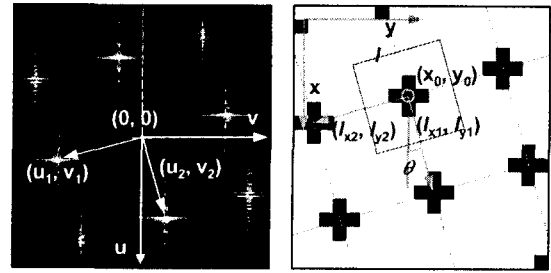 (0, 0)
v
(u1, v1)
(u2, v2)
u
y
l
(x0, y0)
x
(lx2, ly2)
(lx1, ly1)
θ